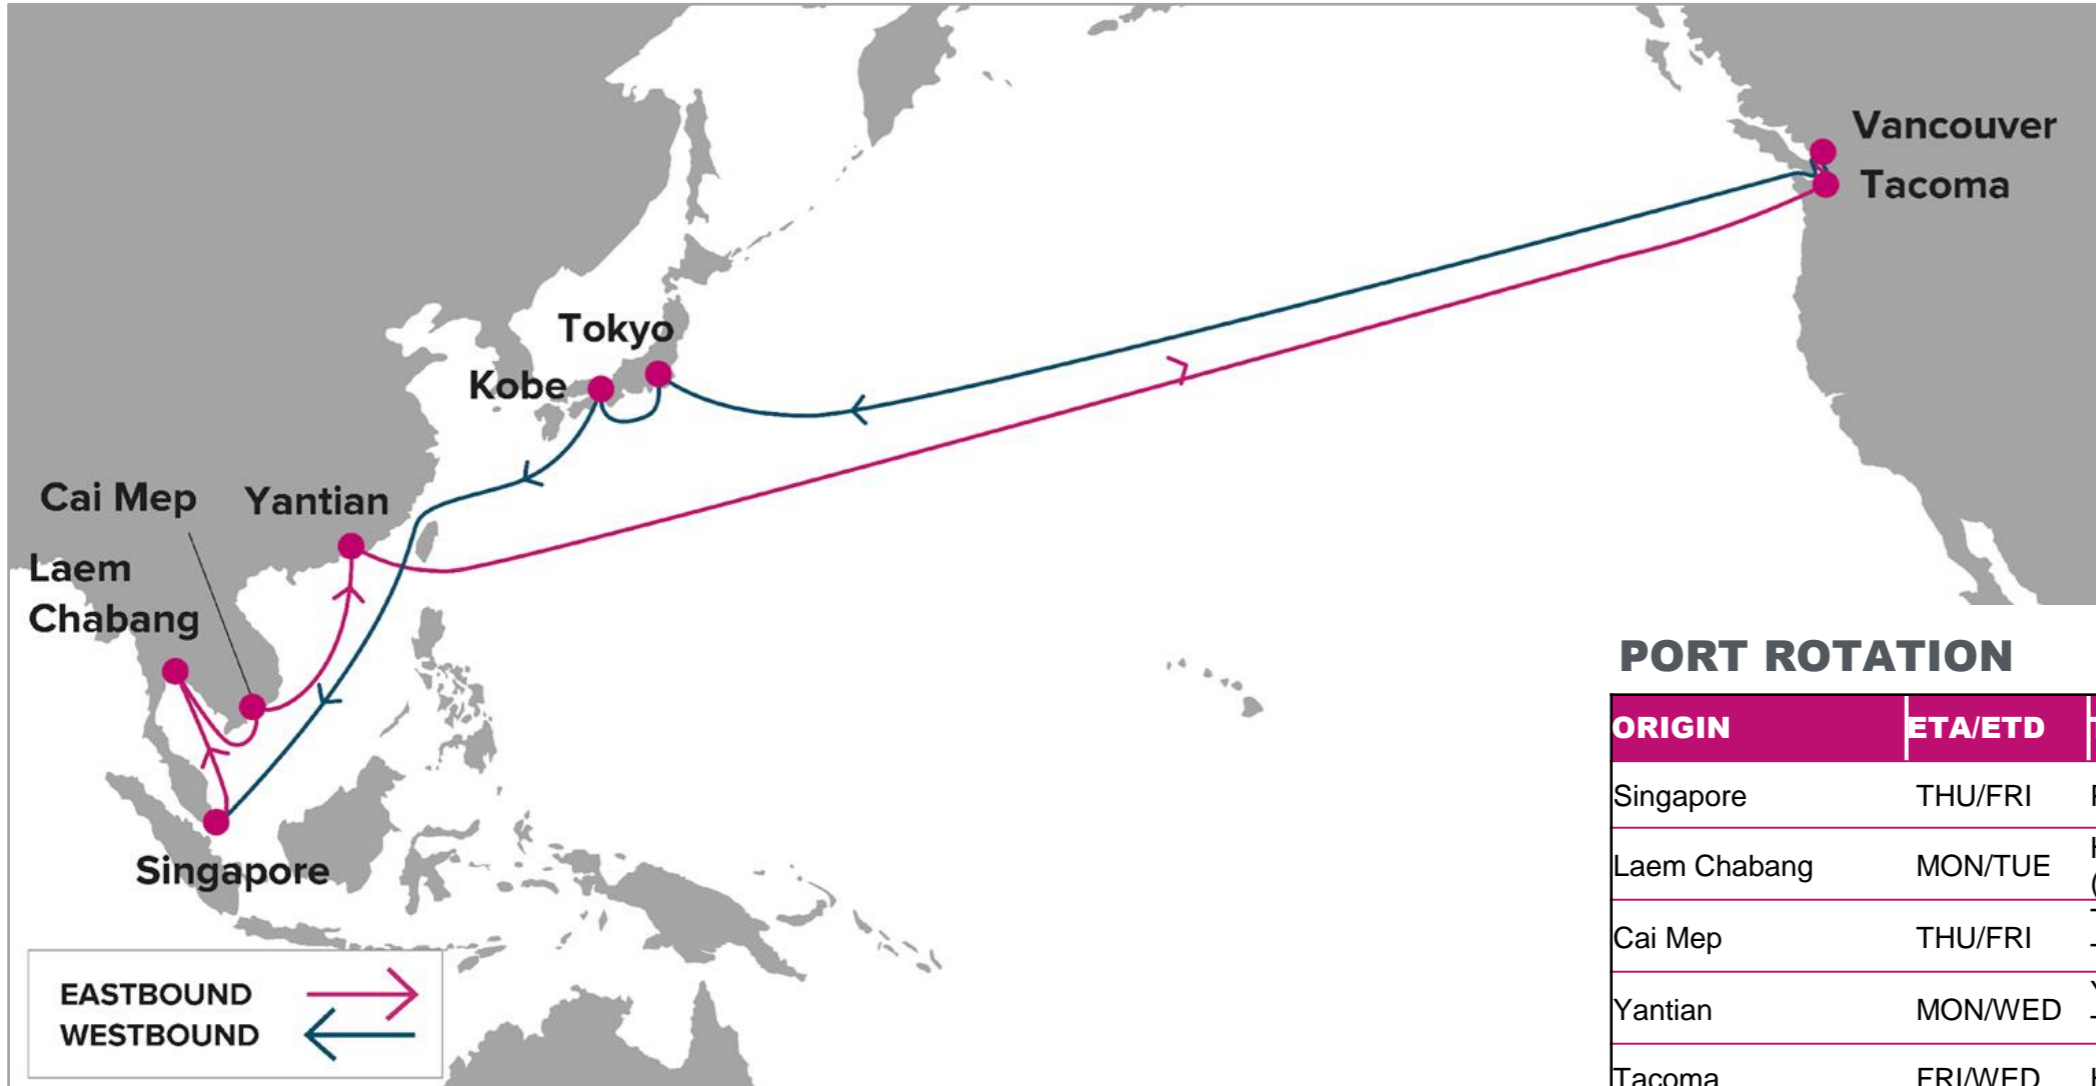 Vancouver
Tacoma
Tokyo
Kobe
Cai Mep
Yantian
Laem
Chabang
Singapore
EASTBOUND
WESTBOUND
PORT ROTATION
ORIGIN ETA/ETD
Singapore THU/FRI
Laem Chabang MON/TUE
Cai Mep THU/FRI
Yantian MON/WED
Tacoma FRI/WED